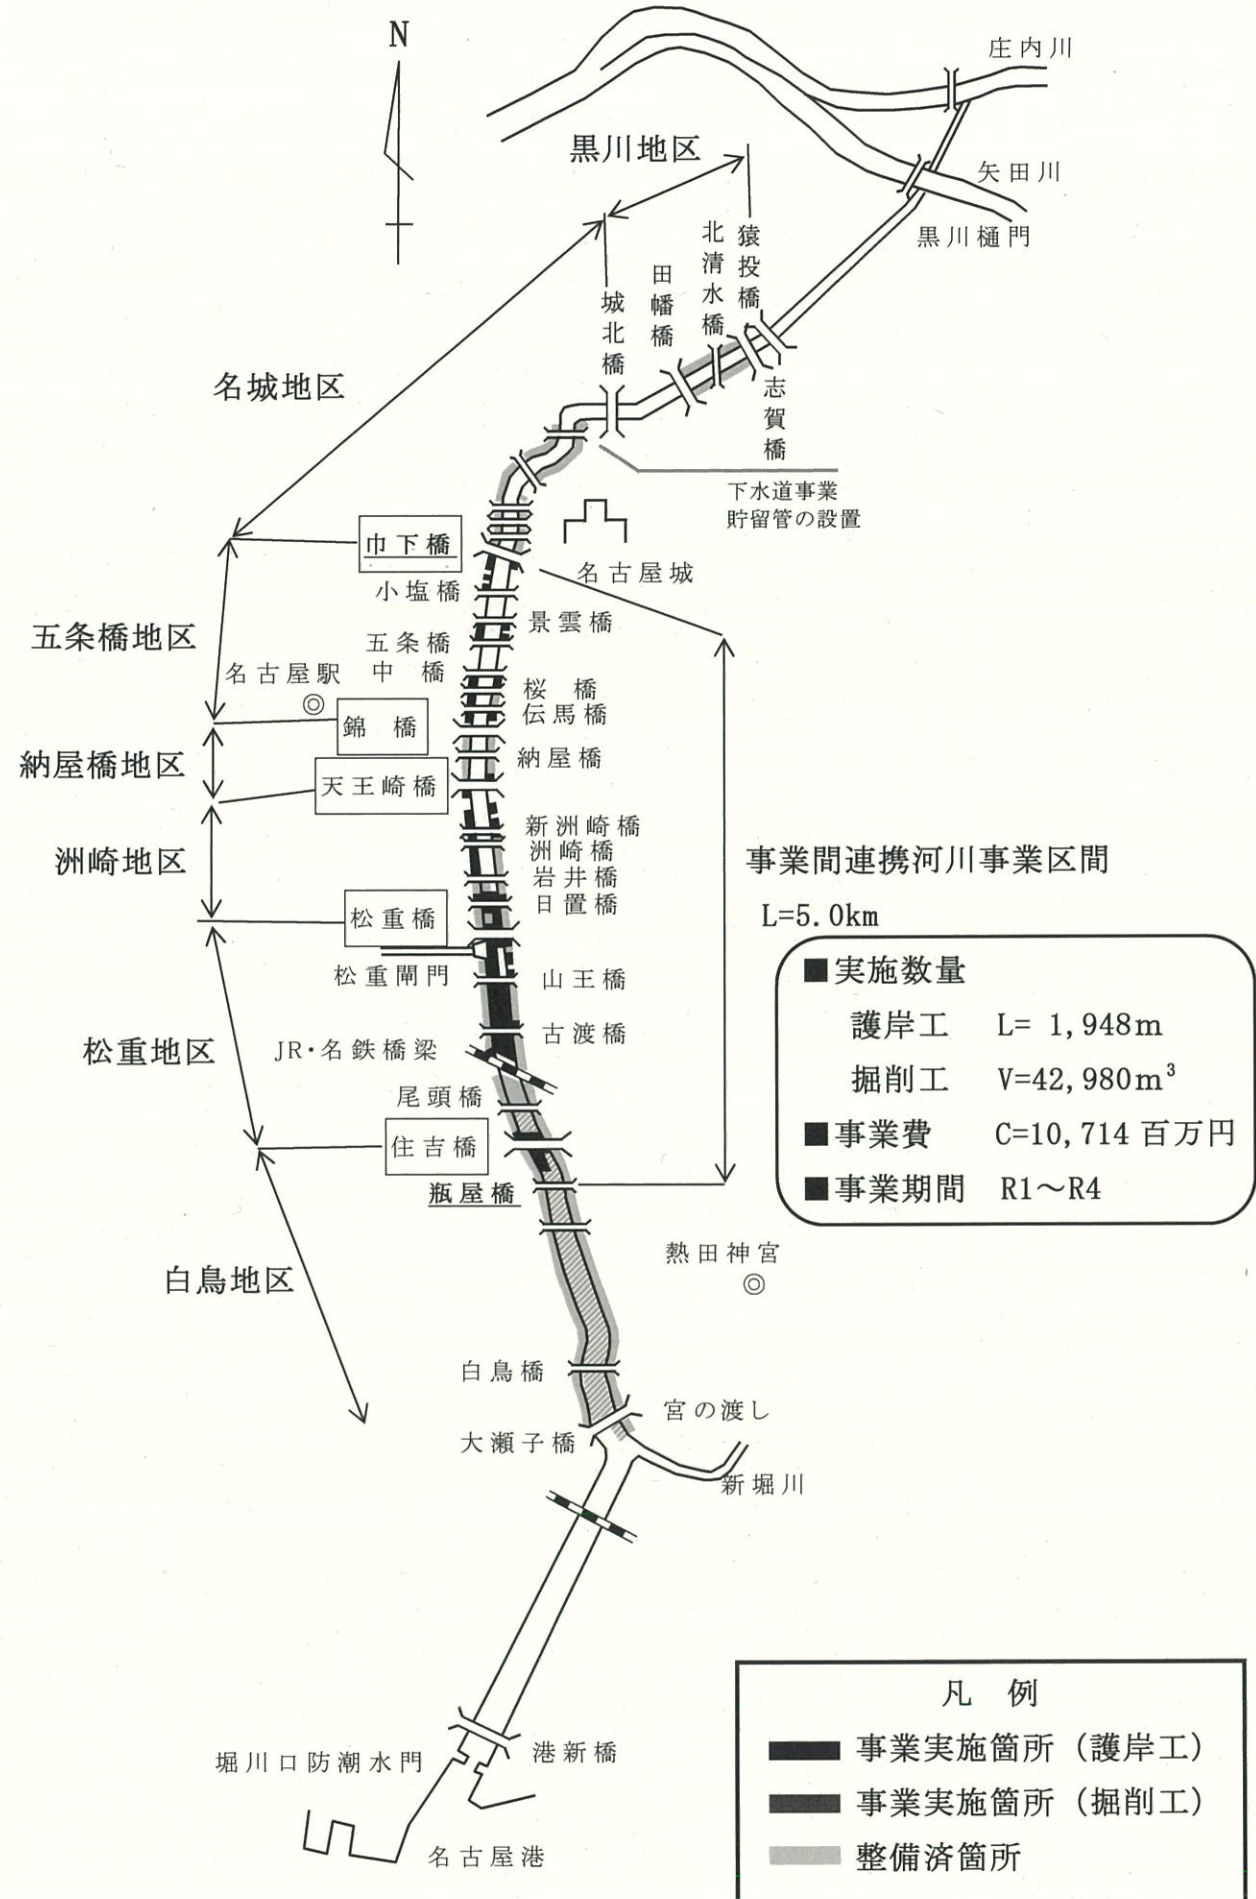 N
庄内川
黒川地区
矢田川
黒川樋門
猿投橋
北清水橋
田幡橋
城北橋
志賀橋
名城地区
下水道事業
貯留管の設置
巾下橋
名古屋城
小塩橋
景雲橋
五条橋地区
五条橋
中　橋
名古屋駅
桜　橋
伝馬橋
錦　橋
納屋橋地区
納屋橋
天王崎橋
新洲崎橋
洲崎橋
洲崎地区
岩井橋
日置橋
松重橋
松重閘門
山王橋
古渡橋
松重地区
JR・名鉄橋梁
尾頭橋
住吉橋
瓶屋橋
事業間連携河川事業区間
L=5.0km
■実施数量
護岸工　L= 1,948m
掘削工　V=42,980m³
■事業費　C=10,714 百万円
■事業期間　R1～R4
熱田神宮
白鳥地区
白鳥橋
宮の渡し
大瀬子橋
新堀川
港新橋
堀川口防潮水門
名古屋港
凡　例
事業実施箇所（護岸工）
事業実施箇所（掘削工）
整備済箇所